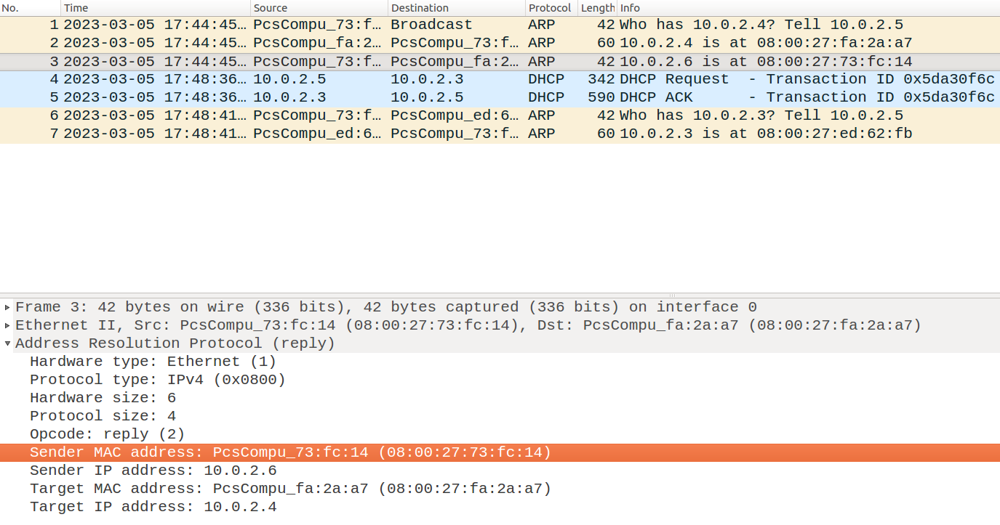 No. Time Source Destination Protocol Length Info
1 2023-03-05 17:44:45… PcsCompu_73:f… Broadcast ARP 42 Who has 10.0.2.4? Tell 10.0.2.5
2 2023-03-05 17:44:45… PcsCompu_fa:2… PcsCompu_73:f… ARP 60 10.0.2.4 is at 08:00:27:fa:2a:a7
3 2023-03-05 17:44:45… PcsCompu_73:f… PcsCompu_fa:2… ARP 42 10.0.2.6 is at 08:00:27:73:fc:14
4 2023-03-05 17:48:36… 10.0.2.5 10.0.2.3 DHCP 342 DHCP Request - Transaction ID 0x5da30f6c
5 2023-03-05 17:48:36… 10.0.2.3 10.0.2.5 DHCP 590 DHCP ACK - Transaction ID 0x5da30f6c
6 2023-03-05 17:48:41… PcsCompu_73:f… PcsCompu_ed:6… ARP 42 Who has 10.0.2.3? Tell 10.0.2.5
7 2023-03-05 17:48:41… PcsCompu_ed:6… PcsCompu_73:f… ARP 60 10.0.2.3 is at 08:00:27:ed:62:fb
Frame 3: 42 bytes on wire (336 bits), 42 bytes captured (336 bits) on interface 0
Ethernet II, Src: PcsCompu_73:fc:14 (08:00:27:73:fc:14), Dst: PcsCompu_fa:2a:a7 (08:00:27:fa:2a:a7)
Address Resolution Protocol (reply)
Hardware type: Ethernet (1)
Protocol type: IPv4 (0x0800)
Hardware size: 6
Protocol size: 4
Opcode: reply (2)
Sender MAC address: PcsCompu_73:fc:14 (08:00:27:73:fc:14)
Sender IP address: 10.0.2.6
Target MAC address: PcsCompu_fa:2a:a7 (08:00:27:fa:2a:a7)
Target IP address: 10.0.2.4